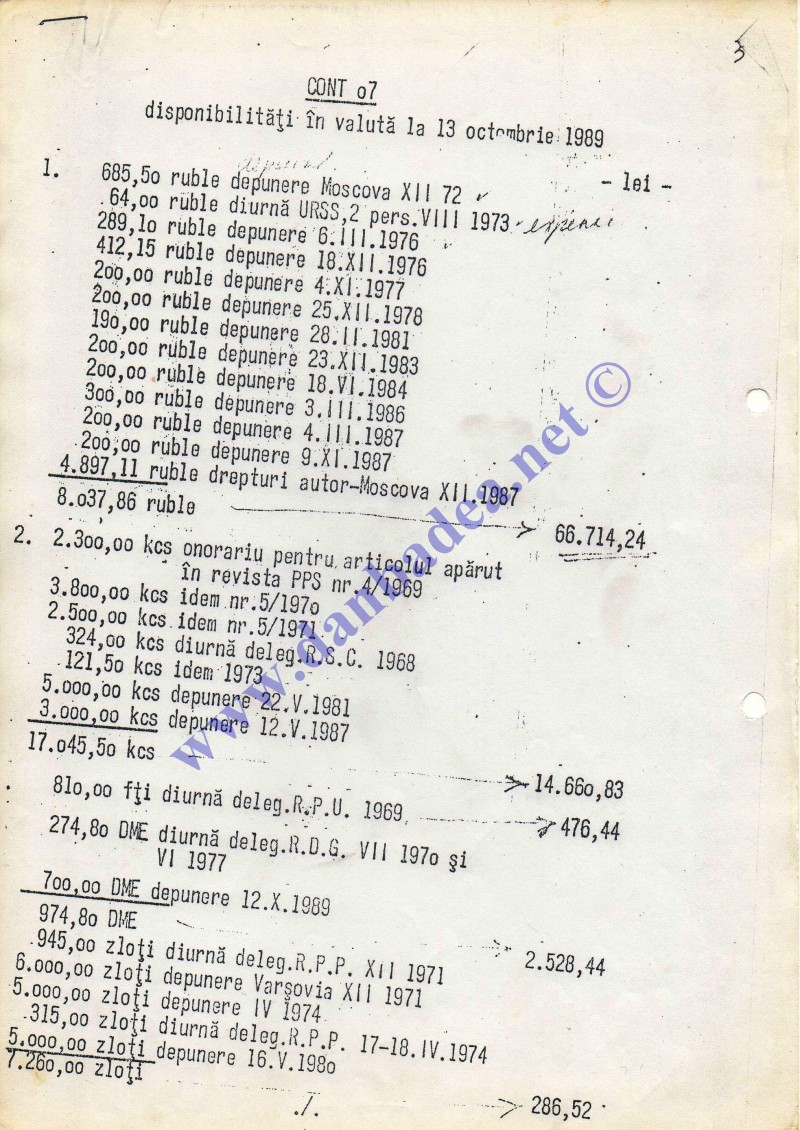 3
CONT o7
disponibilităţi în valută la 13 octombrie 1989
- lei -
1. 685,5o ruble depunere Moscova XII 72
64,oo ruble diurnă URSS,2 pers.VIII 1973
289,1o ruble depunere 6.III.1976
412,15 ruble depunere 18.XII.1976
2oo,oo ruble depunere 4.XI.1977
2oo,oo ruble depunere 25.XII.1978
19o,oo ruble depunere 28.II.1981
2oo,oo ruble depunere 23.XII.1983
2oo,oo ruble depunere 18.VI.1984
3oo,oo ruble depunere 3.III.1986
2oo,oo ruble depunere 4.III.1987
2oo,oo ruble depunere 9.XI.1987
4.897,11 ruble drepturi autor-Moscova XII.1987
8.o37,86 ruble 66.714,24
2. 2.3oo,oo kcs onorariu pentru articolul apărut
în revista PPS nr.4/1969
3.8oo,oo kcs idem nr.5/197o
2.5oo,oo kcs idem nr.5/1971
324,oo kcs diurnă deleg.R.S.C. 1968
121,5o kcs idem 1973
5.ooo,oo kcs depunere 22.V.1981
3.ooo,oo kcs depunere 12.V.1987
17.o45,5o kcs 14.66o,83
81o,oo fţi diurnă deleg.R.P.U. 1969 476,44
274,8o DME diurnă deleg.R.D.G. VII 197o şi
VI 1977
7oo,oo DME depunere 12.X.1989
974,8o DME 2.528,44
945,oo zloţi diurnă deleg.R.P.P. XII 1971
6.ooo,oo zloţi depunere Varşovia XII 1971
5.ooo,oo zloţi depunere IV 1974
315,oo zloţi diurnă deleg.R.P.P. 17-18.IV.1974
5.ooo,oo zloţi depunere 16.V.198o
7.26o,oo zloţi 286,52
./.
www.danbadea.net ©